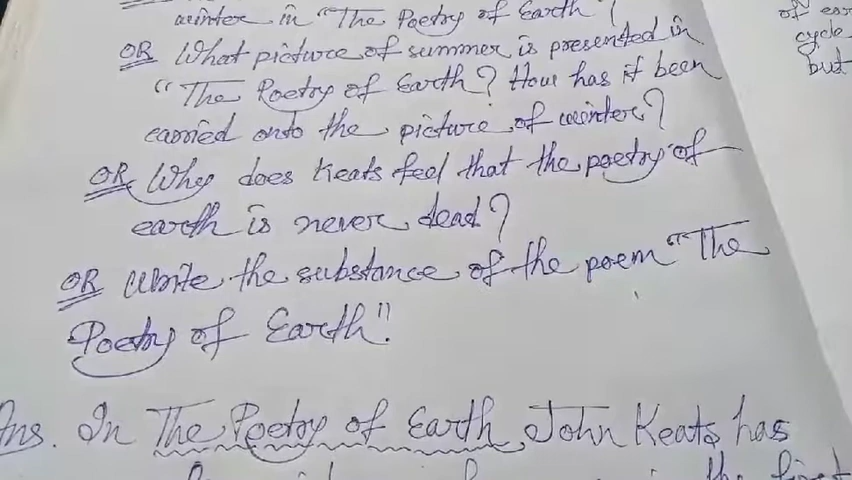 winter in "The Poetry of Earth"?
OR What picture of summer is presented in
"The Poetry of Earth? How has it been
carried onto the picture of winter?
OR Why does Keats feel that the poetry of
earth is never dead?
OR Write the substance of the poem "The
Poetry of Earth".
Ans. In The Poetry of Earth John Keats has
the first
of ear
cycle
but